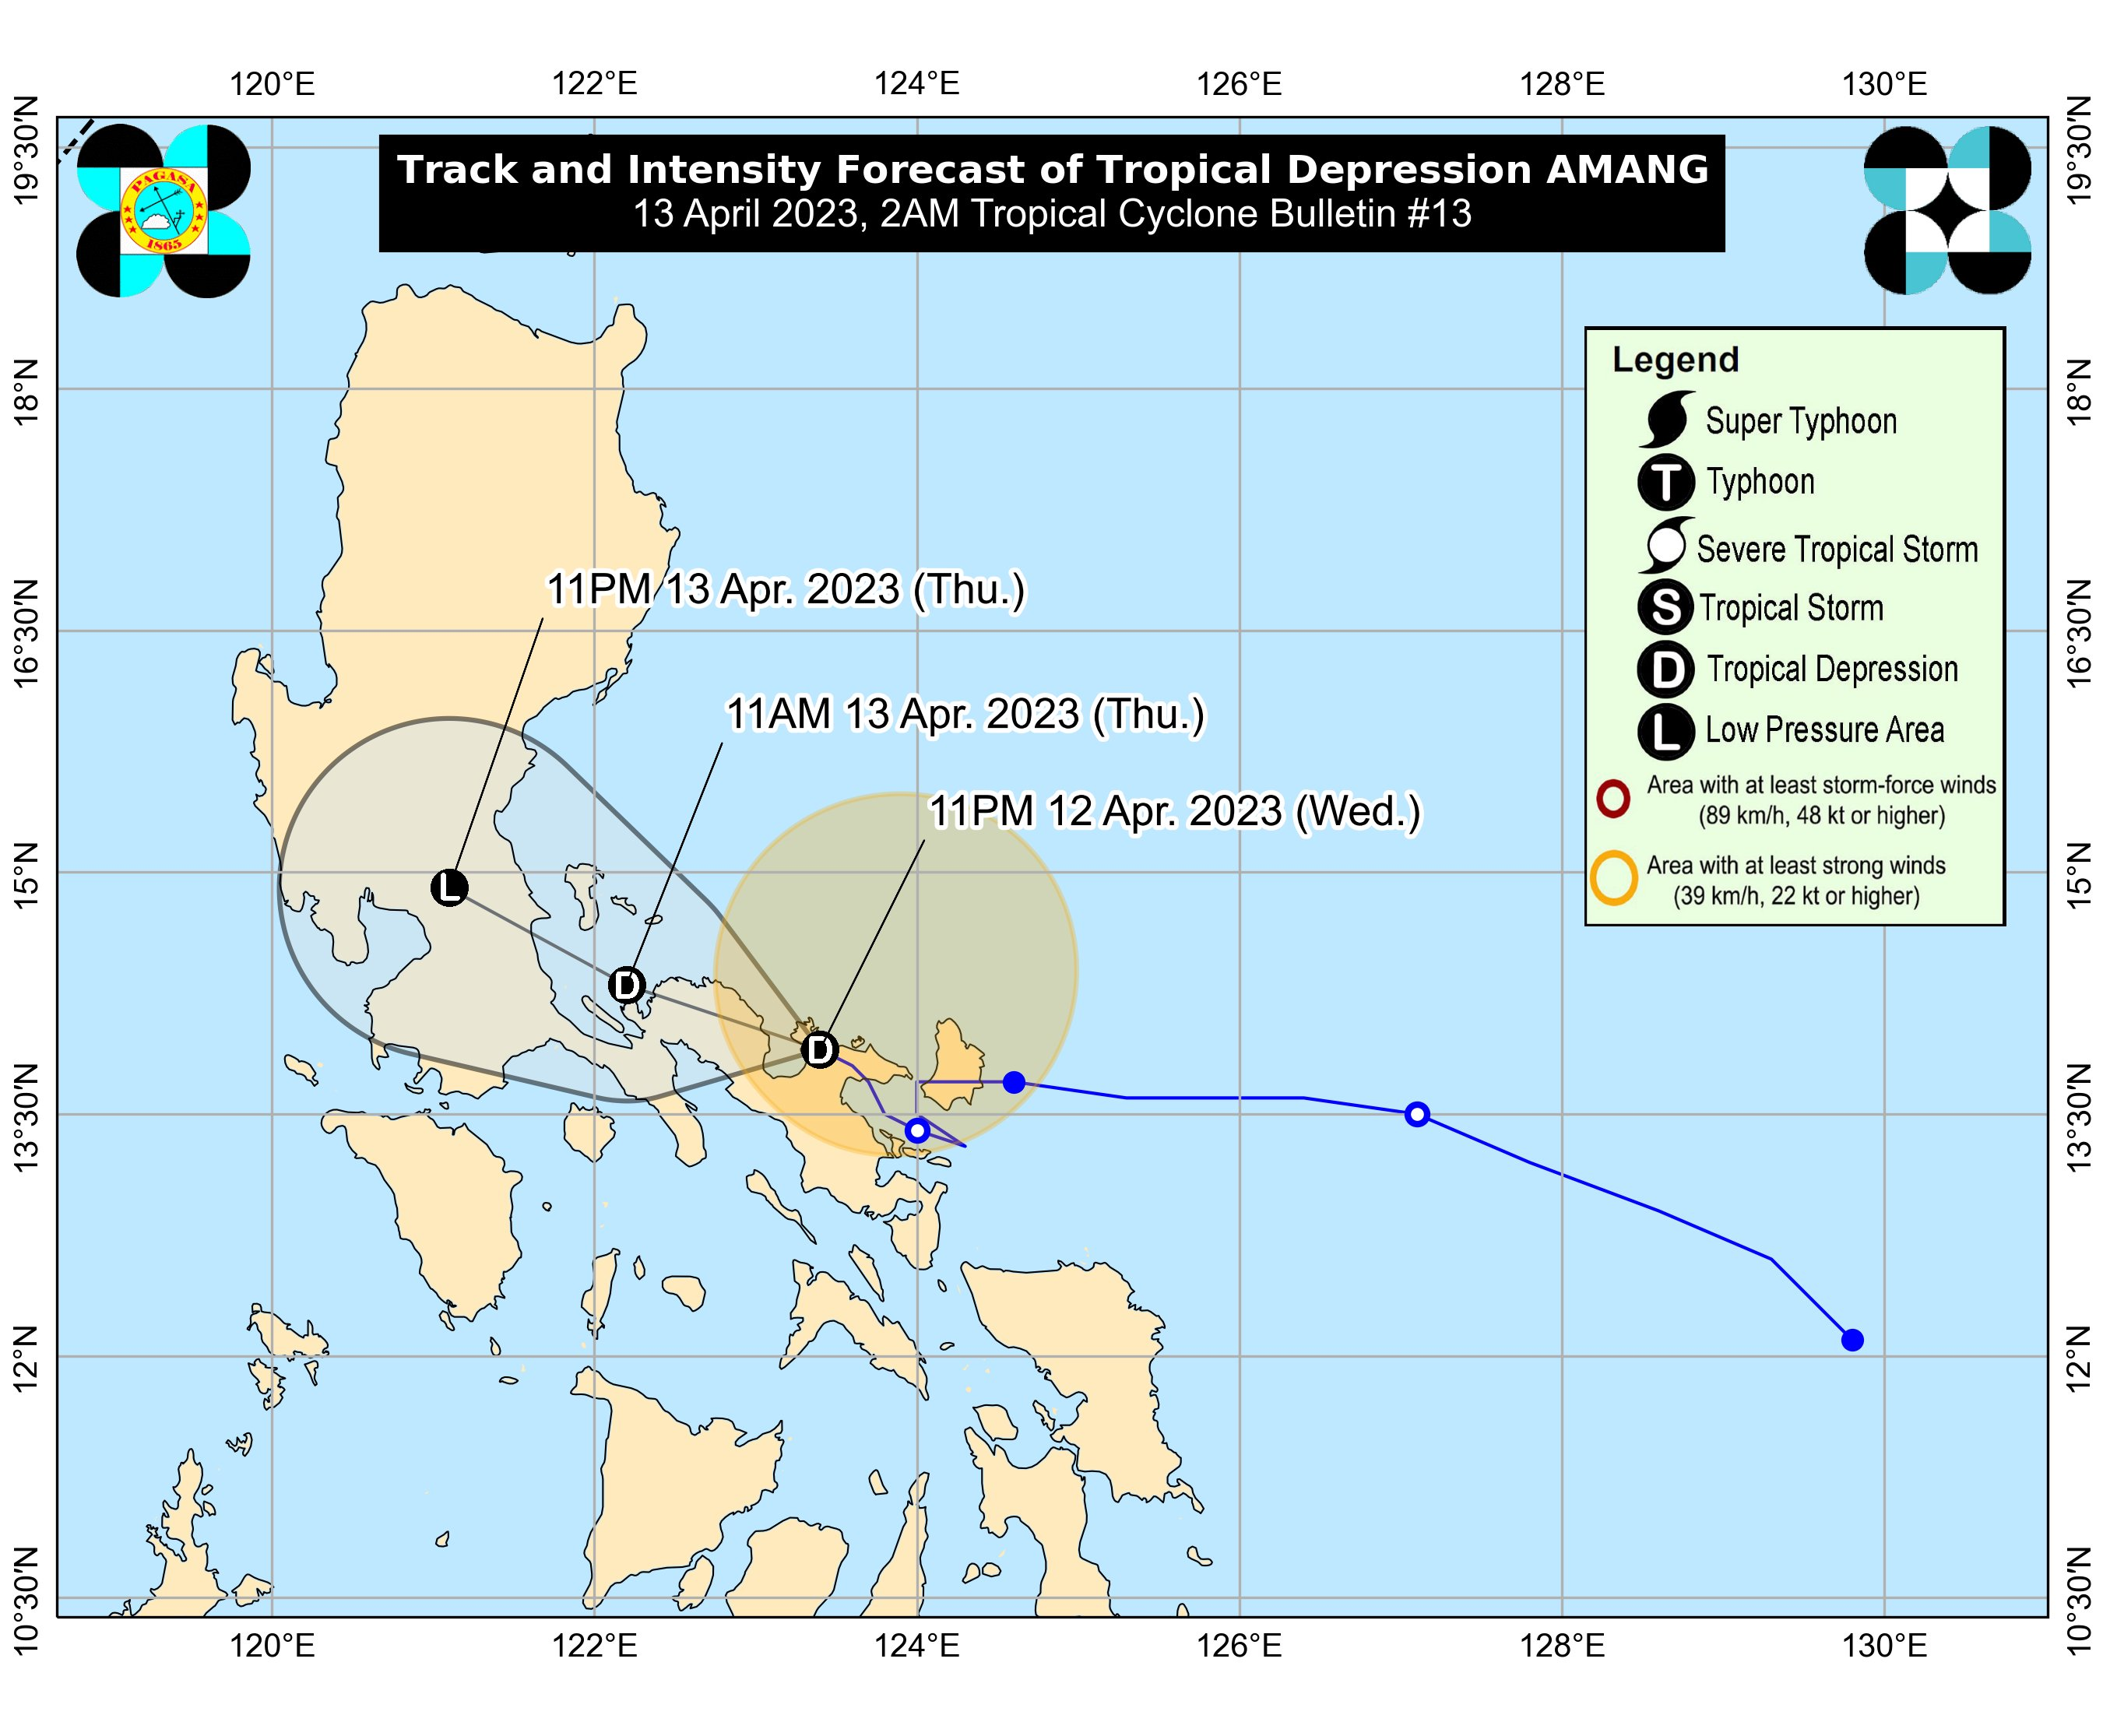 120°E 122°E 124°E 126°E 128°E 130°E
19°30'N 19°30'N
PAGASA
1865
Track and Intensity Forecast of Tropical Depression AMANG
13 April 2023, 2AM Tropical Cyclone Bulletin #13
Legend
Super Typhoon
T Typhoon
Severe Tropical Storm
S Tropical Storm
D Tropical Depression
L Low Pressure Area
Area with at least storm-force winds
(89 km/h, 48 kt or higher)
Area with at least strong winds
(39 km/h, 22 kt or higher)
18°N 18°N
11PM 13 Apr. 2023 (Thu.)
16°30'N 16°30'N
11AM 13 Apr. 2023 (Thu.)
11PM 12 Apr. 2023 (Wed.)
15°N 15°N
L
D
D
13°30'N 13°30'N
12°N 12°N
10°30'N 10°30'N
120°E 122°E 124°E 126°E 128°E 130°E